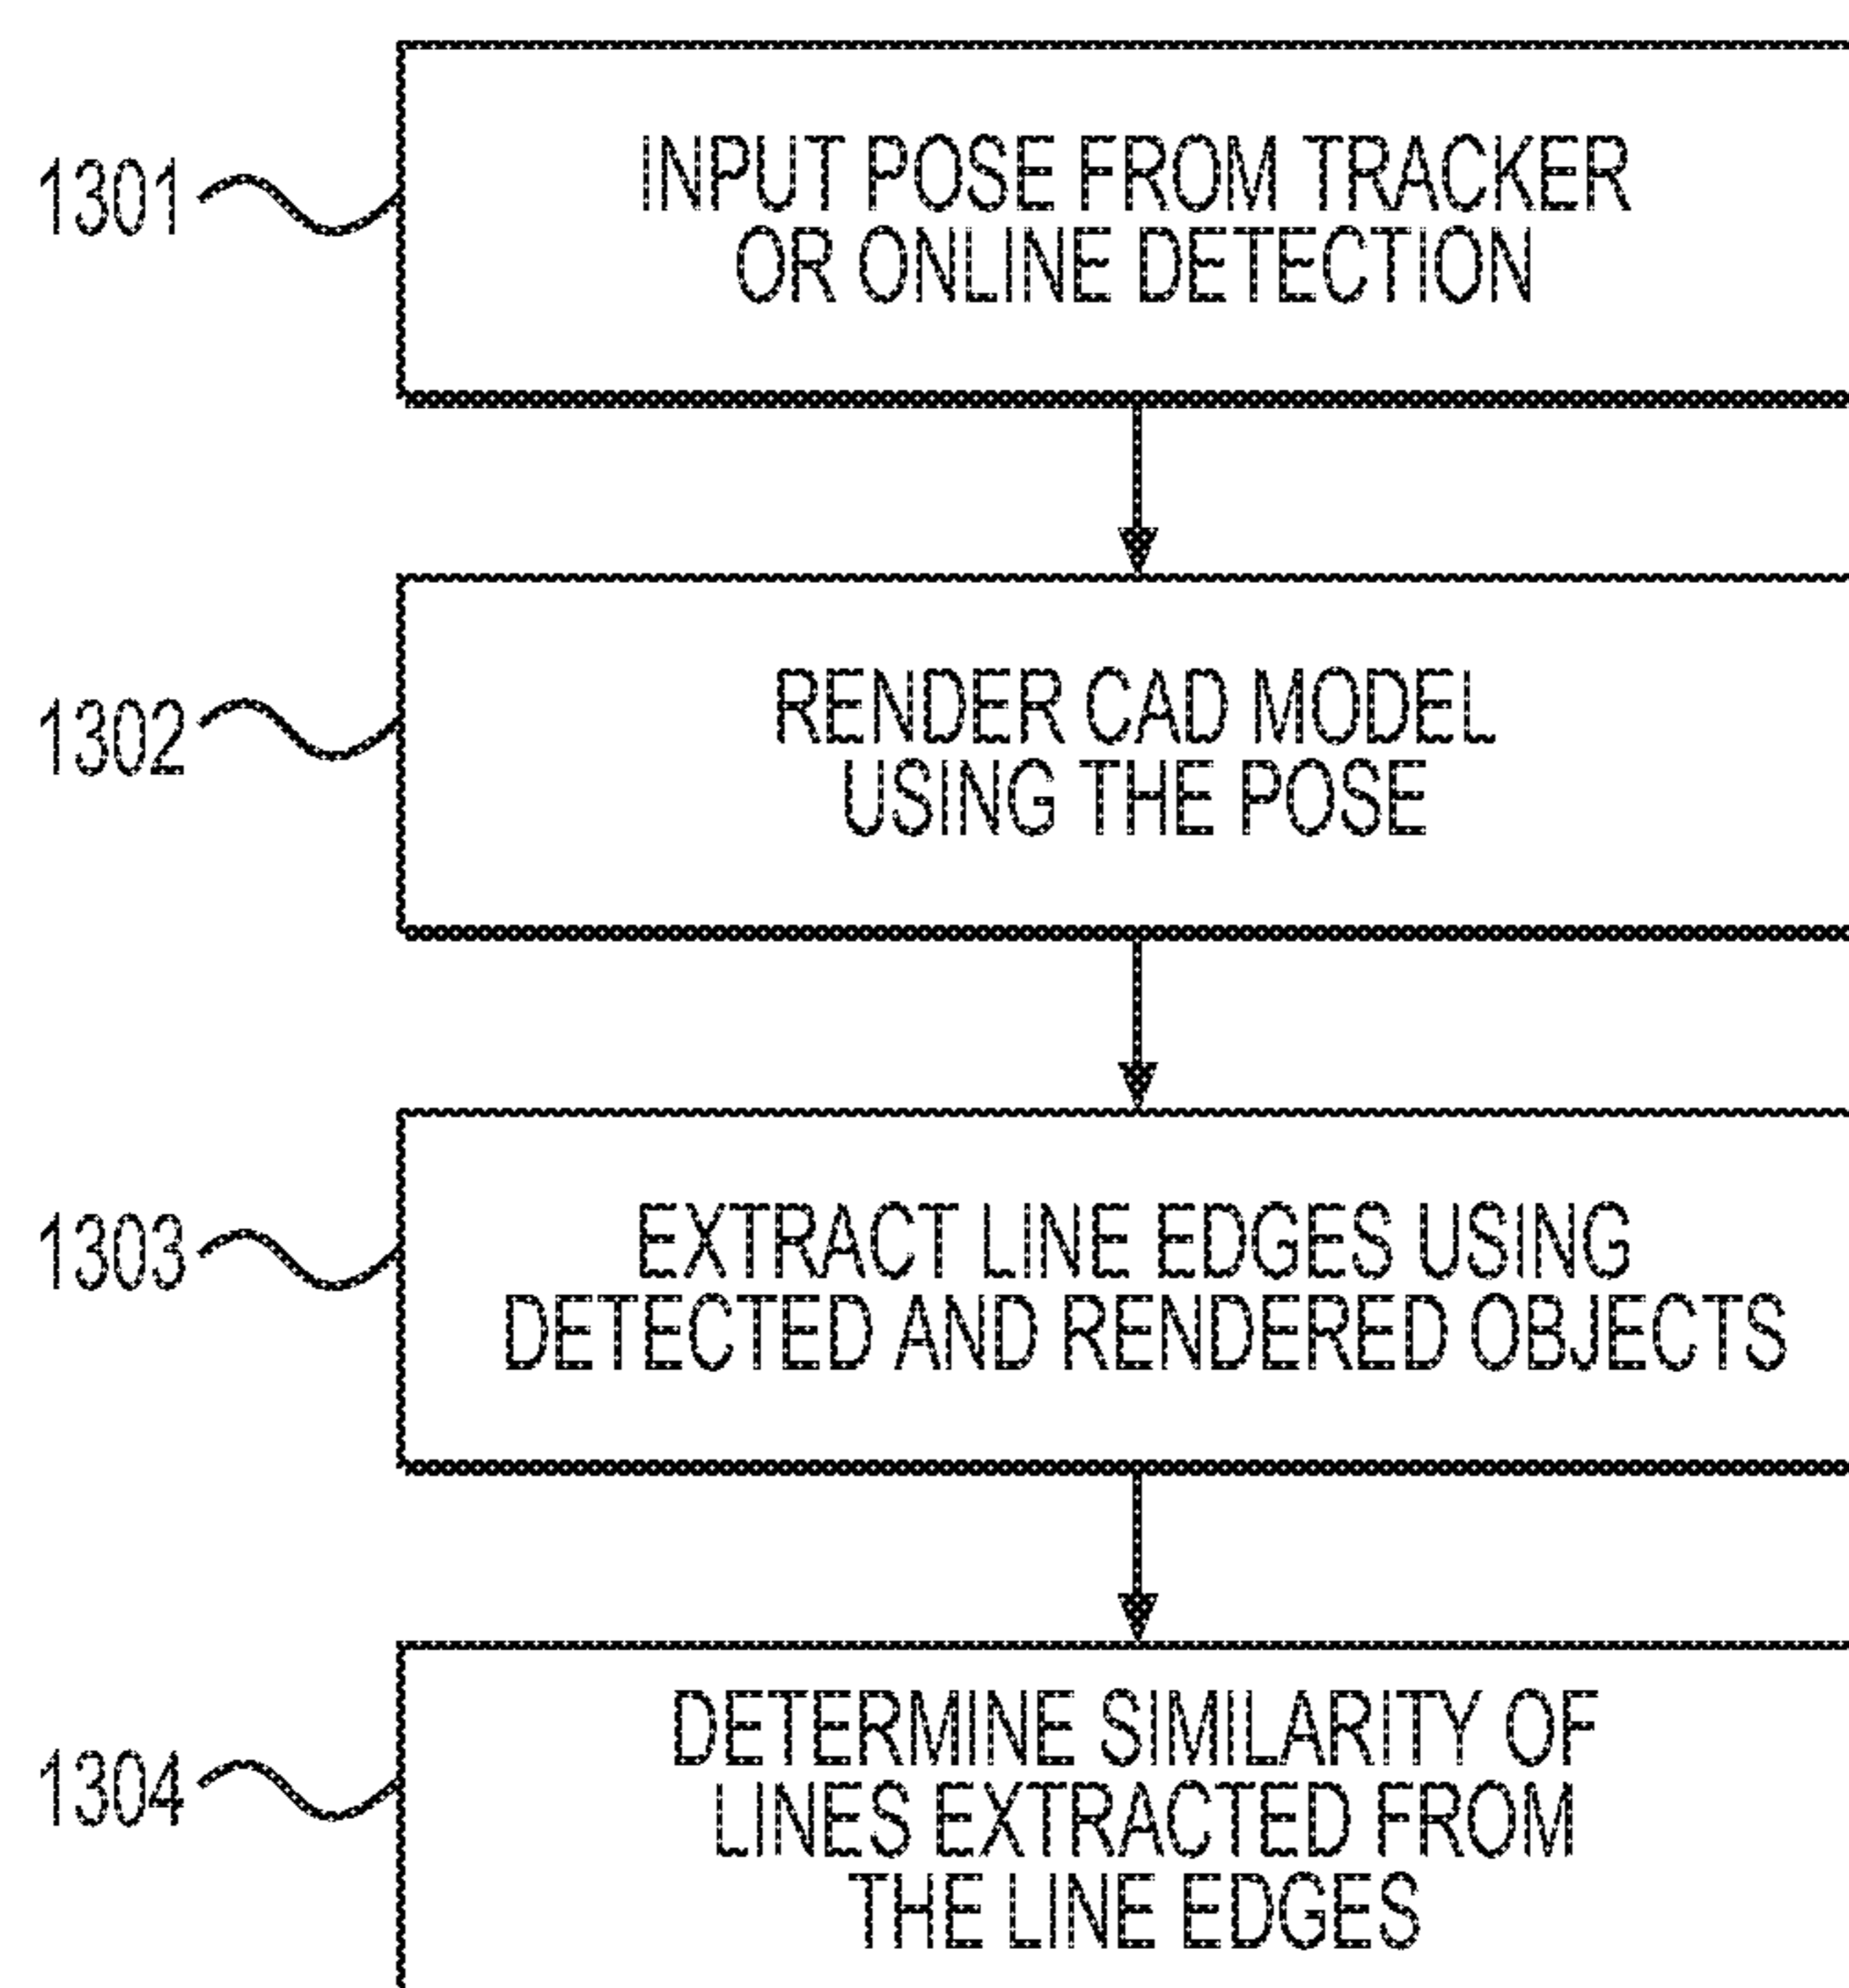 1301
INPUT POSE FROM TRACKER
OR ONLINE DETECTION
1302
RENDER CAD MODEL
USING THE POSE
1303
EXTRACT LINE EDGES USING
DETECTED AND RENDERED OBJECTS
1304
DETERMINE SIMILARITY OF
LINES EXTRACTED FROM
THE LINE EDGES